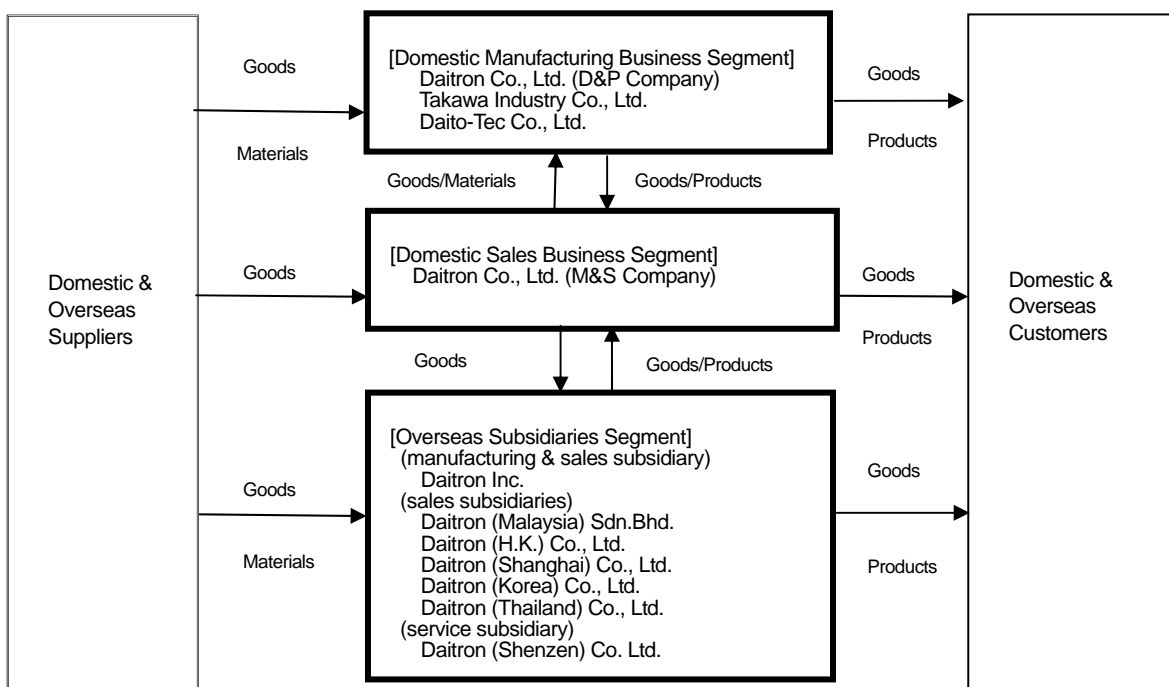 Domestic &
Overseas
Suppliers
Goods
Materials
[Domestic Manufacturing Business Segment]
Daitron Co., Ltd. (D&P Company)
Takawa Industry Co., Ltd.
Daito-Tec Co., Ltd.
Goods
Products
Goods/Materials
Goods/Products
Goods
[Domestic Sales Business Segment]
Daitron Co., Ltd. (M&S Company)
Goods
Products
Goods
Goods/Products
Goods
Materials
[Overseas Subsidiaries Segment]
(manufacturing & sales subsidiary)
Daitron Inc.
(sales subsidiaries)
Daitron (Malaysia) Sdn.Bhd.
Daitron (H.K.) Co., Ltd.
Daitron (Shanghai) Co., Ltd.
Daitron (Korea) Co., Ltd.
Daitron (Thailand) Co., Ltd.
(service subsidiary)
Daitron (Shenzen) Co. Ltd.
Goods
Products
Domestic &
Overseas
Customers